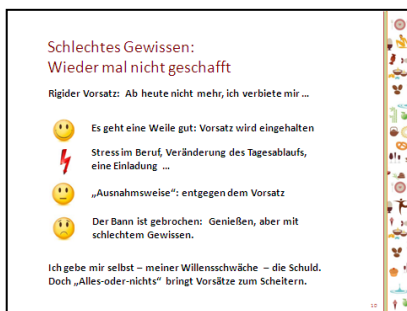 Schlechtes Gewissen:
Wieder mal nicht geschafft
Rigider Vorsatz: Ab heute nicht mehr, ich verbiete mir ...
Es geht eine Weile gut: Vorsatz wird eingehalten
Stress im Beruf, Veränderung des Tagesablaufs,
eine Einladung ...
„Ausnahmsweise“: entgegen dem Vorsatz
Der Bann ist gebrochen: Genießen, aber mit
schlechtem Gewissen.
Ich gebe mir selbst – meiner Willensschwäche – die Schuld.
Doch „Alles-oder-nichts“ bringt Vorsätze zum Scheitern.